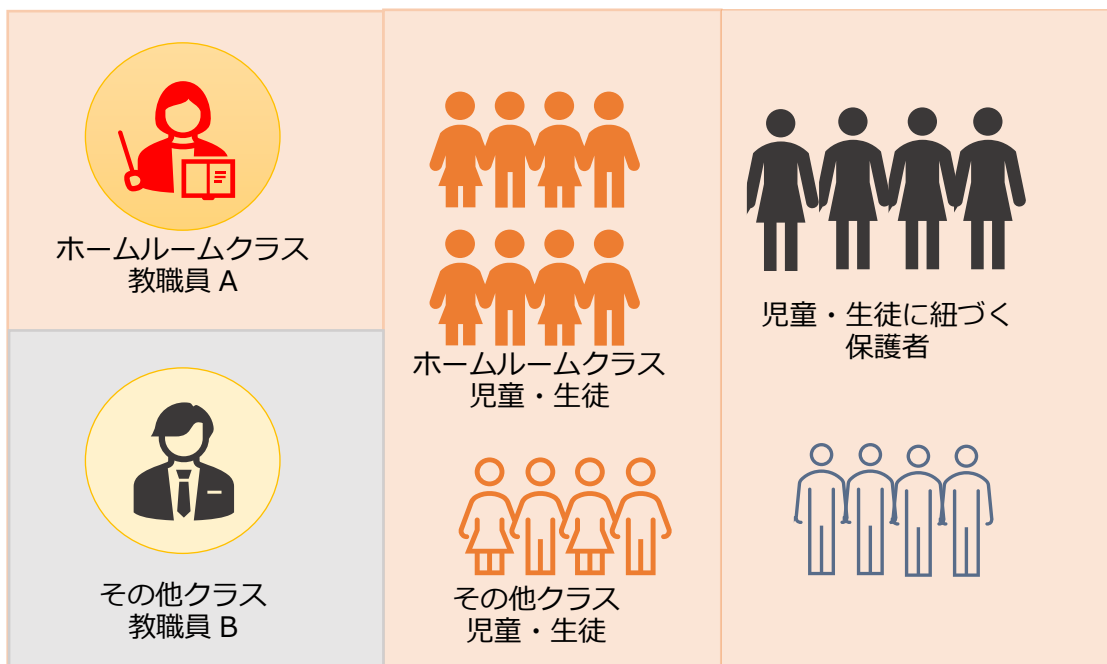 ホームルームクラス
教職員 A
ホームルームクラス
児童・生徒
児童・生徒に紐づく
保護者
その他クラス
教職員 B
その他クラス
児童・生徒